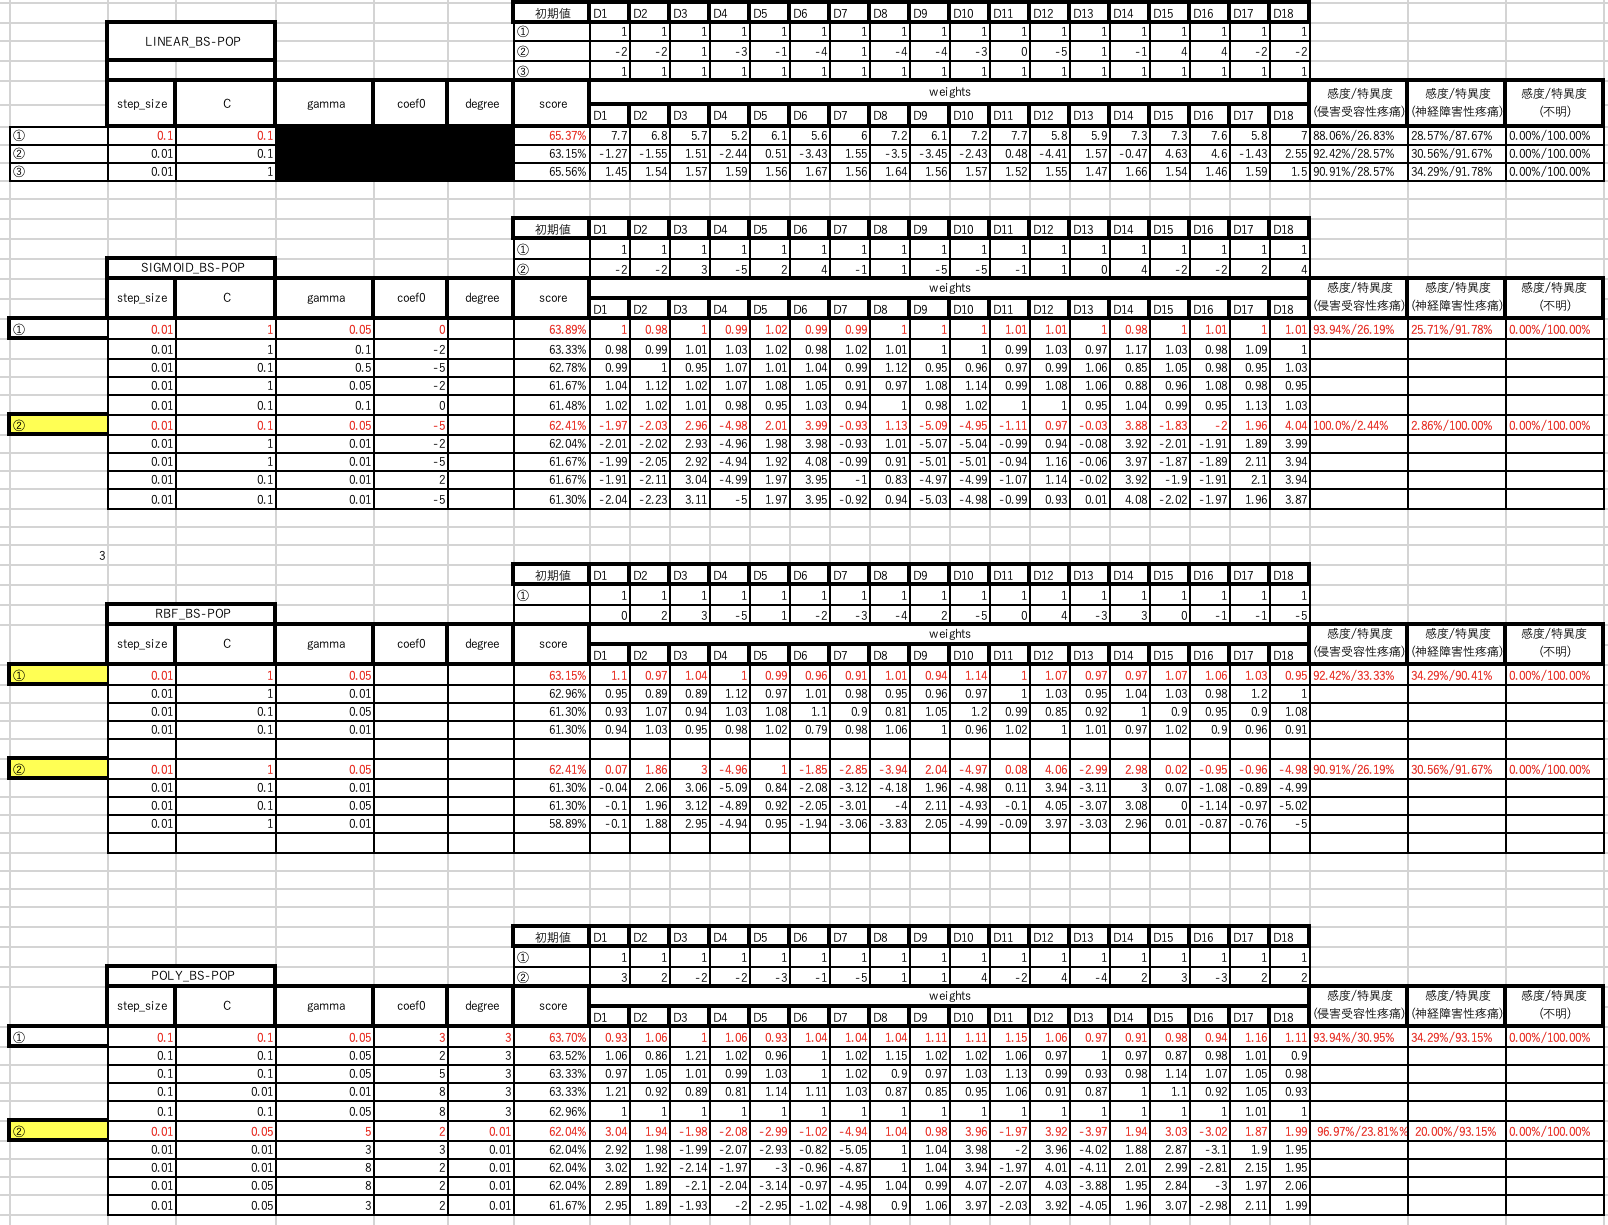 初期値 D1 D2 D3 D4 D5 D6 D7 D8 D9 D10 D11 D12 D13 D14 D15 D16 D17 D18
① 1 1 1 1 1 1 1 1 1 1 1 1 1 1 1 1 1 1
LINEAR_BS-POP
② -2 -2 1 -3 -1 -4 1 -4 -4 -3 0 -5 1 -1 4 4 -2 -2
③ 1 1 1 1 1 1 1 1 1 1 1 1 1 1 1 1 1 1
step_size C gamma coef0 degree score weights 感度/特異度 感度/特異度 感度/特異度
D1 D2 D3 D4 D5 D6 D7 D8 D9 D10 D11 D12 D13 D14 D15 D16 D17 D18 (侵害受容性疼痛) (神経障害性疼痛) (不明)
① 0.1 0.1 65.37% 7.7 6.8 5.7 5.2 6.1 5.6 6 7.2 6.1 7.2 7.7 5.8 5.9 7.3 7.3 7.6 5.8 7 88.06%/26.83% 28.57%/87.67% 0.00%/100.00%
② 0.01 0.1 63.15% -1.27 -1.55 1.51 -2.44 0.51 -3.43 1.55 -3.5 -3.45 -2.43 0.48 -4.41 1.57 -0.47 4.63 4.6 -1.43 2.55 92.42%/28.57% 30.56%/91.67% 0.00%/100.00%
③ 0.01 1 65.56% 1.45 1.54 1.57 1.59 1.56 1.67 1.56 1.64 1.56 1.57 1.52 1.55 1.47 1.66 1.54 1.46 1.59 1.5 90.91%/28.57% 34.29%/91.78% 0.00%/100.00%
初期値 D1 D2 D3 D4 D5 D6 D7 D8 D9 D10 D11 D12 D13 D14 D15 D16 D17 D18
① 1 1 1 1 1 1 1 1 1 1 1 1 1 1 1 1 1 1
SIGMOID_BS-POP ② -2 -2 3 -5 2 4 -1 1 -5 -5 -1 1 0 4 -2 -2 2 4
step_size C gamma coef0 degree score weights 感度/特異度 感度/特異度 感度/特異度
D1 D2 D3 D4 D5 D6 D7 D8 D9 D10 D11 D12 D13 D14 D15 D16 D17 D18 (侵害受容性疼痛) (神経障害性疼痛) (不明)
① 0.01 1 0.05 0 63.89% 1 0.98 1 0.99 1.02 0.99 0.99 1 1 1 1.01 1.01 1 0.98 1 1.01 1 1.01 93.94%/26.19% 25.71%/91.78% 0.00%/100.00%
0.01 1 0.1 -2 63.33% 0.98 0.99 1.01 1.03 1.02 0.98 1.02 1.01 1 1 0.99 1.03 0.97 1.17 1.03 0.98 1.09 1
0.01 0.1 0.5 -5 62.78% 0.99 1 0.95 1.07 1.01 1.04 0.99 1.12 0.95 0.96 0.97 0.99 1.06 0.85 1.05 0.98 0.95 1.03
0.01 1 0.05 -2 61.67% 1.04 1.12 1.02 1.07 1.08 1.05 0.91 0.97 1.08 1.14 0.99 1.08 1.06 0.88 0.96 1.08 0.98 0.95
0.01 0.1 0.1 0 61.48% 1.02 1.02 1.01 0.98 0.95 1.03 0.94 1 0.98 1.02 1 1 0.95 1.04 0.99 0.95 1.13 1.03
② 0.01 0.1 0.05 -5 62.41% -1.97 -2.03 2.96 -4.98 2.01 3.99 -0.93 1.13 -5.09 -4.95 -1.11 0.97 -0.03 3.88 -1.83 -2 1.96 4.04 100.0%/2.44% 2.86%/100.00% 0.00%/100.00%
0.01 1 0.01 -2 62.04% -2.01 -2.02 2.93 -4.96 1.98 3.98 -0.93 1.01 -5.07 -5.04 -0.99 0.94 -0.08 3.92 -2.01 -1.91 1.89 3.99
0.01 1 0.01 -5 61.67% -1.99 -2.05 2.92 -4.94 1.92 4.08 -0.99 0.91 -5.01 -5.01 -0.94 1.16 -0.06 3.97 -1.87 -1.89 2.11 3.94
0.01 0.1 0.01 2 61.67% -1.91 -2.11 3.04 -4.99 1.97 3.95 -1 0.83 -4.97 -4.99 -1.07 1.14 -0.02 3.92 -1.9 -1.91 2.1 3.94
0.01 0.1 0.01 -5 61.30% -2.04 -2.23 3.11 -5 1.97 3.95 -0.92 0.94 -5.03 -4.98 -0.99 0.93 0.01 4.08 -2.02 -1.97 1.96 3.87
3
初期値 D1 D2 D3 D4 D5 D6 D7 D8 D9 D10 D11 D12 D13 D14 D15 D16 D17 D18
① 1 1 1 1 1 1 1 1 1 1 1 1 1 1 1 1 1 1
RBF_BS-POP 0 2 3 -5 1 -2 -3 -4 2 -5 0 4 -3 3 0 -1 -1 -5
step_size C gamma coef0 degree score weights 感度/特異度 感度/特異度 感度/特異度
D1 D2 D3 D4 D5 D6 D7 D8 D9 D10 D11 D12 D13 D14 D15 D16 D17 D18 (侵害受容性疼痛) (神経障害性疼痛) (不明)
① 0.01 1 0.05 63.15% 1.1 0.97 1.04 1 0.99 0.96 0.91 1.01 0.94 1.14 1 1.07 0.97 0.97 1.07 1.06 1.03 0.95 92.42%/33.33% 34.29%/90.41% 0.00%/100.00%
0.01 1 0.01 62.96% 0.95 0.89 0.89 1.12 0.97 1.01 0.98 0.95 0.96 0.97 1 1.03 0.95 1.04 1.03 0.98 1.2 1
0.01 0.1 0.05 61.30% 0.93 1.07 0.94 1.03 1.08 1.1 0.9 0.81 1.05 1.2 0.99 0.85 0.92 1 0.9 0.95 0.9 1.08
0.01 0.1 0.01 61.30% 0.94 1.03 0.95 0.98 1.02 0.79 0.98 1.06 1 0.96 1.02 1 1.01 0.97 1.02 0.9 0.96 0.91
② 0.01 1 0.05 62.41% 0.07 1.86 3 -4.96 1 -1.85 -2.85 -3.94 2.04 -4.97 0.08 4.06 -2.99 2.98 0.02 -0.95 -0.96 -4.98 90.91%/26.19% 30.56%/91.67% 0.00%/100.00%
0.01 0.1 0.01 61.30% -0.04 2.06 3.06 -5.09 0.84 -2.08 -3.12 -4.18 1.96 -4.98 0.11 3.94 -3.11 3 0.07 -1.08 -0.89 -4.99
0.01 0.1 0.05 61.30% -0.1 1.96 3.12 -4.89 0.92 -2.05 -3.01 -4 2.11 -4.93 -0.1 4.05 -3.07 3.08 0 -1.14 -0.97 -5.02
0.01 1 0.01 58.89% -0.1 1.88 2.95 -4.94 0.95 -1.94 -3.06 -3.83 2.05 -4.99 -0.09 3.97 -3.03 2.96 0.01 -0.87 -0.76 -5
初期値 D1 D2 D3 D4 D5 D6 D7 D8 D9 D10 D11 D12 D13 D14 D15 D16 D17 D18
① 1 1 1 1 1 1 1 1 1 1 1 1 1 1 1 1 1 1
POLY_BS-POP ② 3 2 -2 -2 -3 -1 -5 1 1 4 -2 4 -4 2 3 -3 2 2
step_size C gamma coef0 degree score weights 感度/特異度 感度/特異度 感度/特異度
D1 D2 D3 D4 D5 D6 D7 D8 D9 D10 D11 D12 D13 D14 D15 D16 D17 D18 (侵害受容性疼痛) (神経障害性疼痛) (不明)
① 0.1 0.1 0.05 3 3 63.70% 0.93 1.06 1 1.06 0.93 1.04 1.04 1.04 1.11 1.11 1.15 1.06 0.97 0.91 0.98 0.94 1.16 1.11 93.94%/30.95% 34.29%/93.15% 0.00%/100.00%
0.1 0.1 0.05 2 3 63.52% 1.06 0.86 1.21 1.02 0.96 1 1.02 1.15 1.02 1.02 1.06 0.97 1 0.97 0.87 0.98 1.01 0.9
0.1 0.1 0.05 5 3 63.33% 0.97 1.05 1.01 0.99 1.03 1 1.02 0.9 0.97 1.03 1.13 0.99 0.93 0.98 1.14 1.07 1.05 0.98
0.1 0.01 0.01 8 3 63.33% 1.21 0.92 0.89 0.81 1.14 1.11 1.03 0.87 0.85 0.95 1.06 0.91 0.87 1 1.1 0.92 1.05 0.93
0.1 0.1 0.05 8 3 62.96% 1 1 1 1 1 1 1 1 1 1 1 1 1 1 1 1 1.01 1
② 0.01 0.05 5 2 0.01 62.04% 3.04 1.94 -1.98 -2.08 -2.99 -1.02 -4.94 1.04 0.98 3.96 -1.97 3.92 -3.97 1.94 3.03 -3.02 1.87 1.99 96.97%/23.81%% 20.00%/93.15% 0.00%/100.00%
0.01 0.01 3 3 0.01 62.04% 2.92 1.98 -1.99 -2.07 -2.93 -0.82 -5.05 1 1.04 3.98 -2 3.96 -4.02 1.88 2.87 -3.1 1.9 1.95
0.01 0.01 8 2 0.01 62.04% 3.02 1.92 -2.14 -1.97 -3 -0.96 -4.87 1 1.04 3.94 -1.97 4.01 -4.11 2.01 2.99 -2.81 2.15 1.95
0.01 0.05 8 2 0.01 62.04% 2.89 1.89 -2.1 -2.04 -3.14 -0.97 -4.95 1.04 0.99 4.07 -2.07 4.03 -3.88 1.95 2.84 -3 1.97 2.06
0.01 0.05 3 2 0.01 61.67% 2.95 1.89 -1.93 -2 -2.95 -1.02 -4.98 0.9 1.06 3.97 -2.03 3.92 -4.05 1.96 3.07 -2.98 2.11 1.99